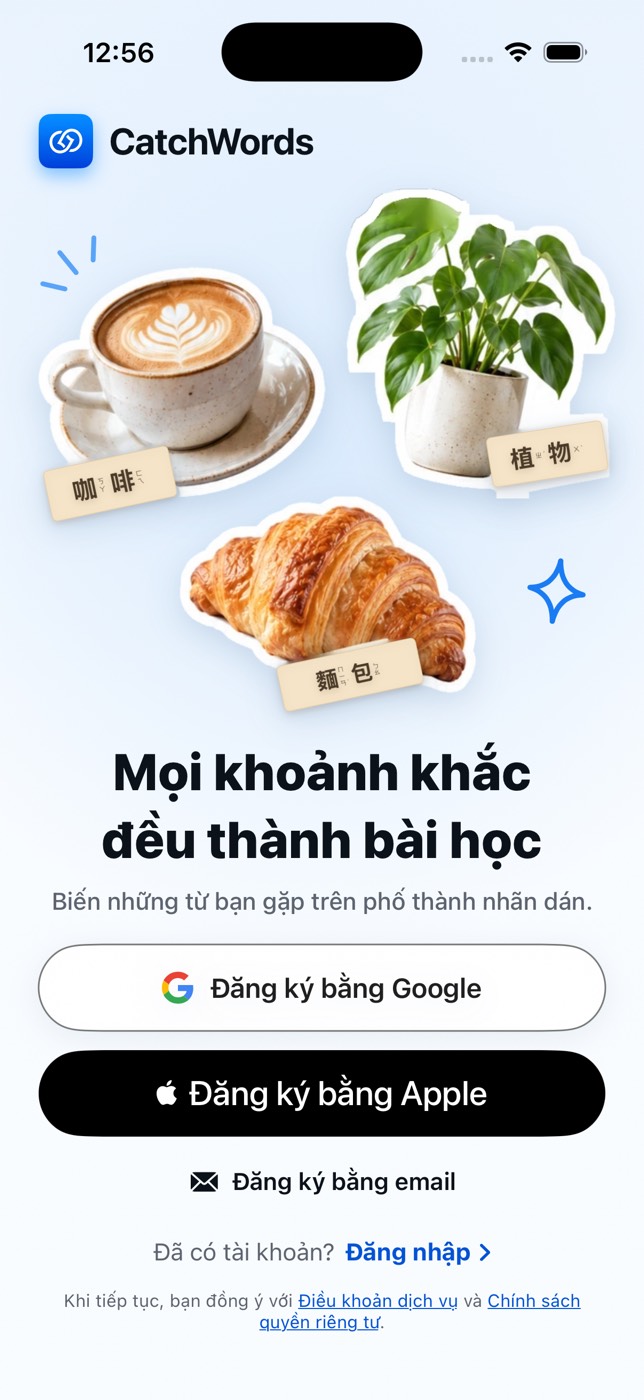 12:56
CatchWords
咖啡
植物
麵包
Mọi khoảnh khắc
đều thành bài học
Biến những từ bạn gặp trên phố thành nhãn dán.
Đăng ký bằng Google
Đăng ký bằng Apple
Đăng ký bằng email
Đã có tài khoản? Đăng nhập
Khi tiếp tục, bạn đồng ý với Điều khoản dịch vụ và Chính sách
quyền riêng tư.